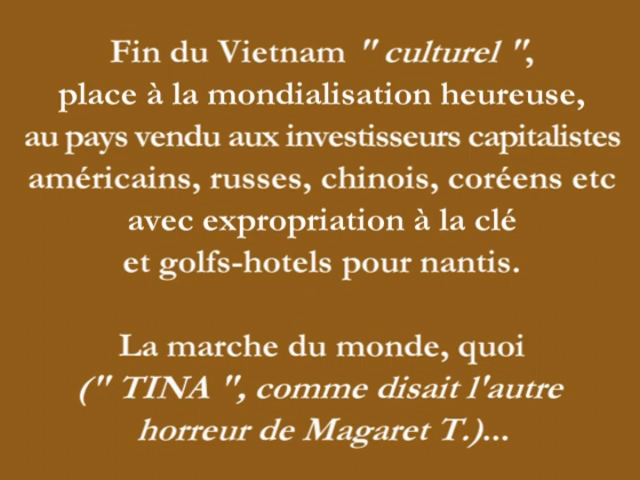 Fin du Vietnam " culturel ",
place à la mondialisation heureuse,
au pays vendu aux investisseurs capitalistes
américains, russes, chinois, coréens etc
avec expropriation à la clé
et golfs-hotels pour nantis.
La marche du monde, quoi
(" TINA ", comme disait l'autre
horreur de Magaret T.)...